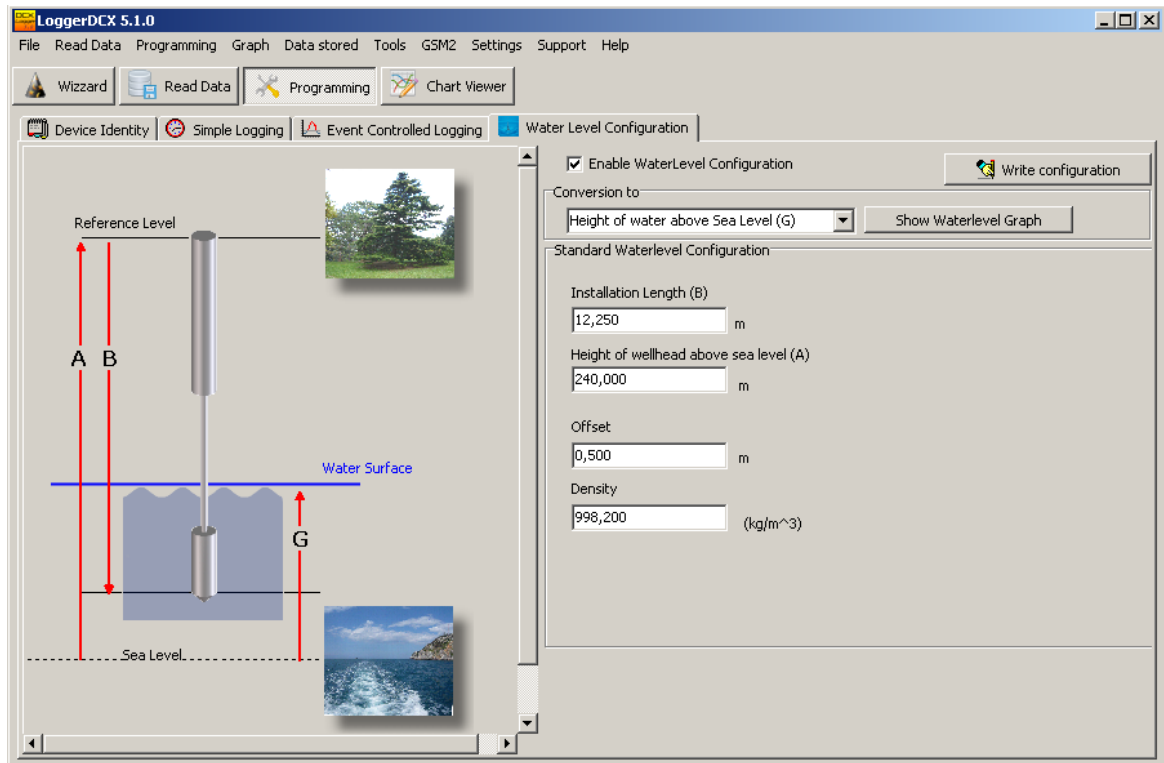 LoggerDCX 5.1.0
File Read Data Programming Graph Data stored Tools GSM2 Settings Support Help
Wizzard Read Data Programming Chart Viewer
Device Identity Simple Logging Event Controlled Logging Water Level Configuration
Enable WaterLevel Configuration
Write configuration
Conversion to
Height of water above Sea Level (G) Show Waterlevel Graph
Standard Waterlevel Configuration
Installation Length (B)
12,250 m
Height of wellhead above sea level (A)
240,000 m
Offset
0,500 m
Density
998,200 (kg/m^3)
Reference Level
A B
Water Surface
G
Sea Level